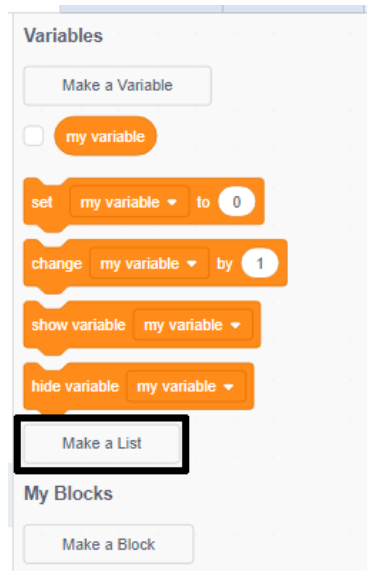 Variables
Make a Variable
my variable
set my variable to 0
change my variable by 1
show variable my variable
hide variable my variable
Make a List
My Blocks
Make a Block